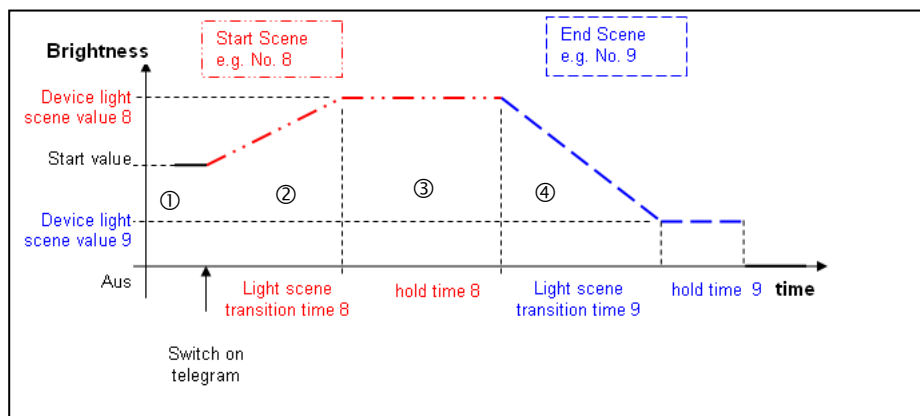 Start Scene
e.g. No. 8
End Scene
e.g. No. 9
Brightness
Device light
scene value 8
Start value
① ② ③ ④
Device light
scene value 9
Aus
Light scene
transition time 8
hold time 8
Light scene
transition time 9
hold time 9
time
Switch on
telegram